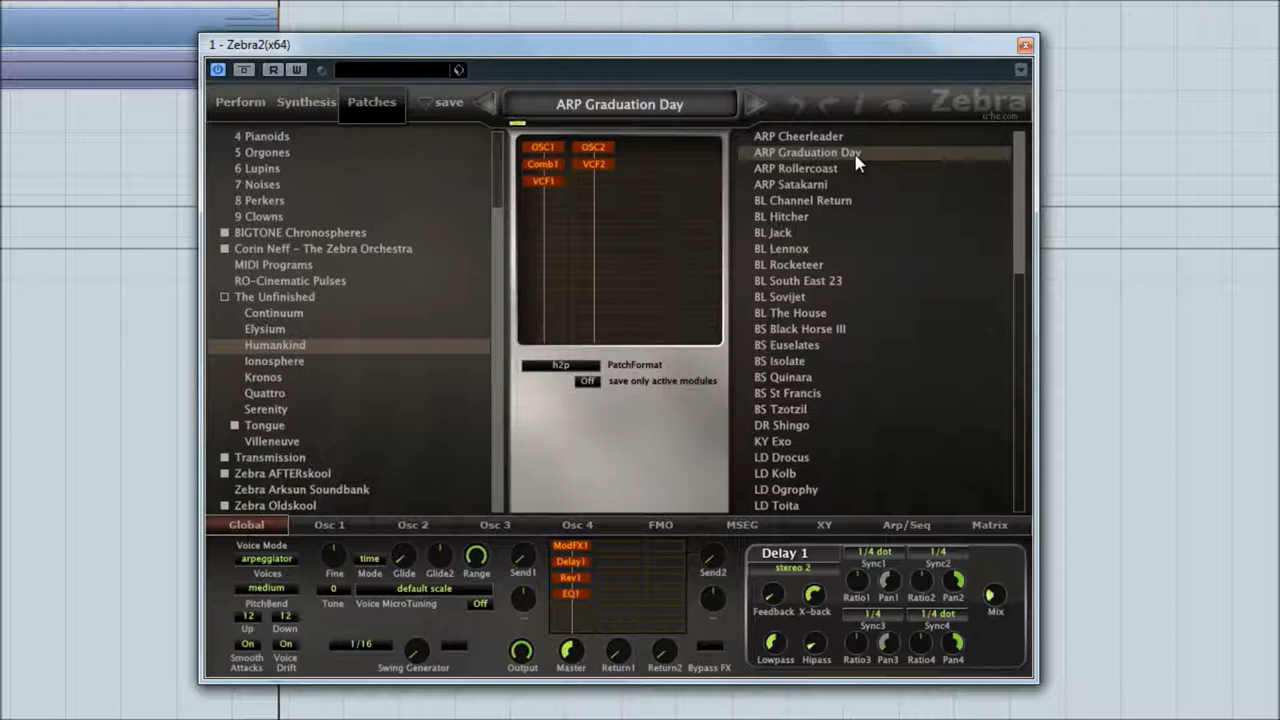 1 - Zebra2(x64)
R W
Perform Synthesis Patches save ARP Graduation Day Zebra
u-he.com
4 Pianoids
5 Orgones
6 Lupins
7 Noises
8 Perkers
9 Clowns
BIGTONE Chronospheres
Corin Neff - The Zebra Orchestra
MIDI Programs
RO-Cinematic Pulses
The Unfinished
Continuum
Elysium
Humankind
Ionosphere
Kronos
Quattro
Serenity
Tongue
Villeneuve
Transmission
Zebra AFTERskool
Zebra Arksun Soundbank
Zebra Oldskool
OSC1 OSC2
Comb1 VCF2
VCF1
h2p PatchFormat
Off save only active modules
ARP Cheerleader
ARP Graduation Day
ARP Rollercoast
ARP Satakarni
BL Channel Return
BL Hitcher
BL Jack
BL Lennox
BL Rocketeer
BL South East 23
BL Sovijet
BL The House
BS Black Horse III
BS Euselates
BS Isolate
BS Quinara
BS St Francis
BS Tzotzil
DR Shingo
KY Exo
LD Drocus
LD Kolb
LD Ogrophy
LD Toita
Global Osc 1 Osc 2 Osc 3 Osc 4 FMO MSEG XY Arp/Seq Matrix
Voice Mode
arpeggiator
Voices
medium
PitchBend
12 12
Up Down
On On
Smooth Attacks
Voice Drift
time
Fine Mode Glide Glide2 Range
0 default scale
Tune Voice MicroTuning Off
1/16
Swing Generator
Send1
...
Output
ModFX1
Delay1
Rev1
EQ1
Master Return1 Return2 Bypass FX
Send2
...
Delay 1
stereo 2
1/4 dot 1/4
Sync1 Sync2
Feedback X-back Ratio1 Pan1 Ratio2 Pan2 Mix
1/4 1/4 dot
Sync3 Sync4
Lowpass Hipass Ratio3 Pan3 Ratio4 Pan4